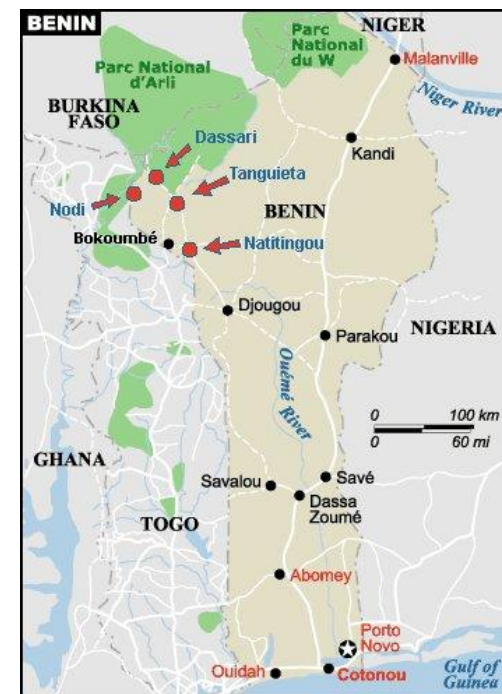 BENIN
Parc
National
du W
NIGER
Malanville
Parc National
d'Arli
Niger River
BURKINA
FASO
Dassari
Kandi
Tanguieta
Nodi
BENIN
Bokoumbé
Natitingou
Djougou
Parakou
NIGERIA
Ouémé River
0 100 km
0 60 mi
GHANA
Savalou
Savé
Dassa
Zoumé
TOGO
Abomey
Porto
Novo
Ouidah
Cotonou
Gulf of
Guinea